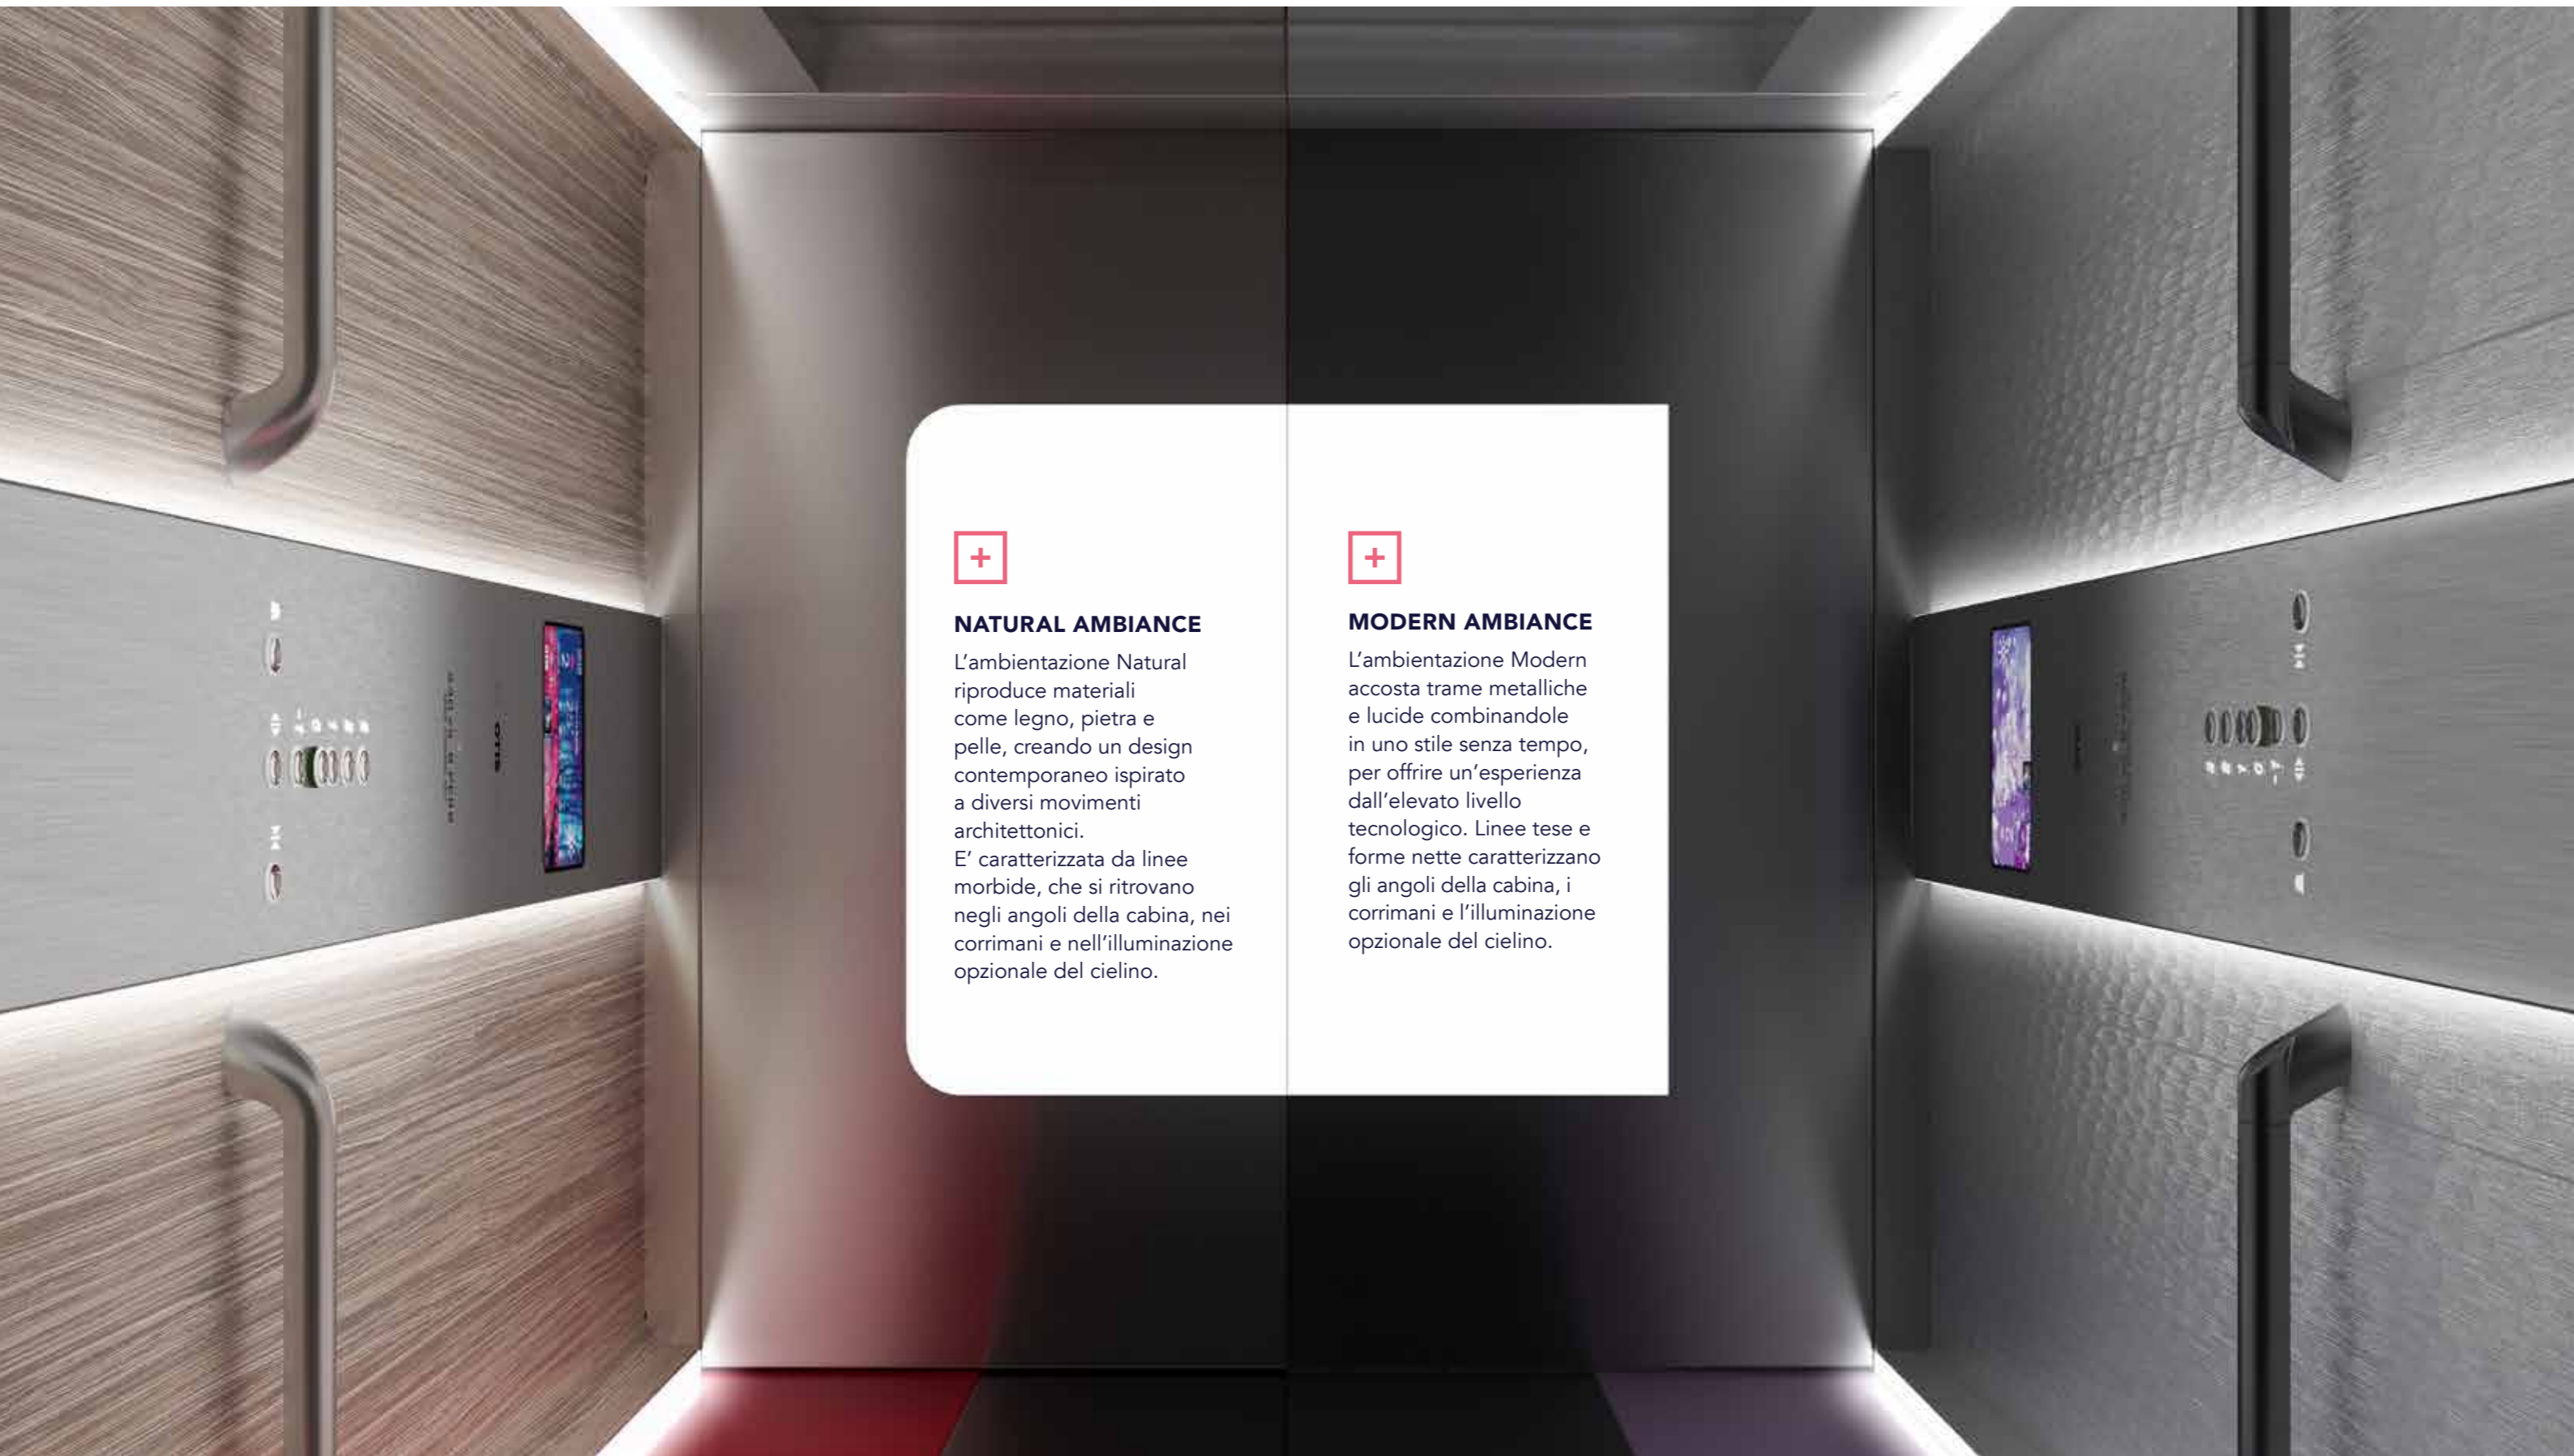 NATURAL AMBIANCE
L’ambientazione Natural
riproduce materiali
come legno, pietra e
pelle, creando un design
contemporaneo ispirato
a diversi movimenti
architettonici.
E’ caratterizzata da linee
morbide, che si ritrovano
negli angoli della cabina, nei
corrimani e nell’illuminazione
opzionale del cielino.
MODERN AMBIANCE
L’ambientazione Modern
accosta trame metalliche
e lucide combinandole
in uno stile senza tempo,
per offrire un’esperienza
dall’elevato livello
tecnologico. Linee tese e
forme nette caratterizzano
gli angoli della cabina, i
corrimani e l’illuminazione
opzionale del cielino.
OTIS